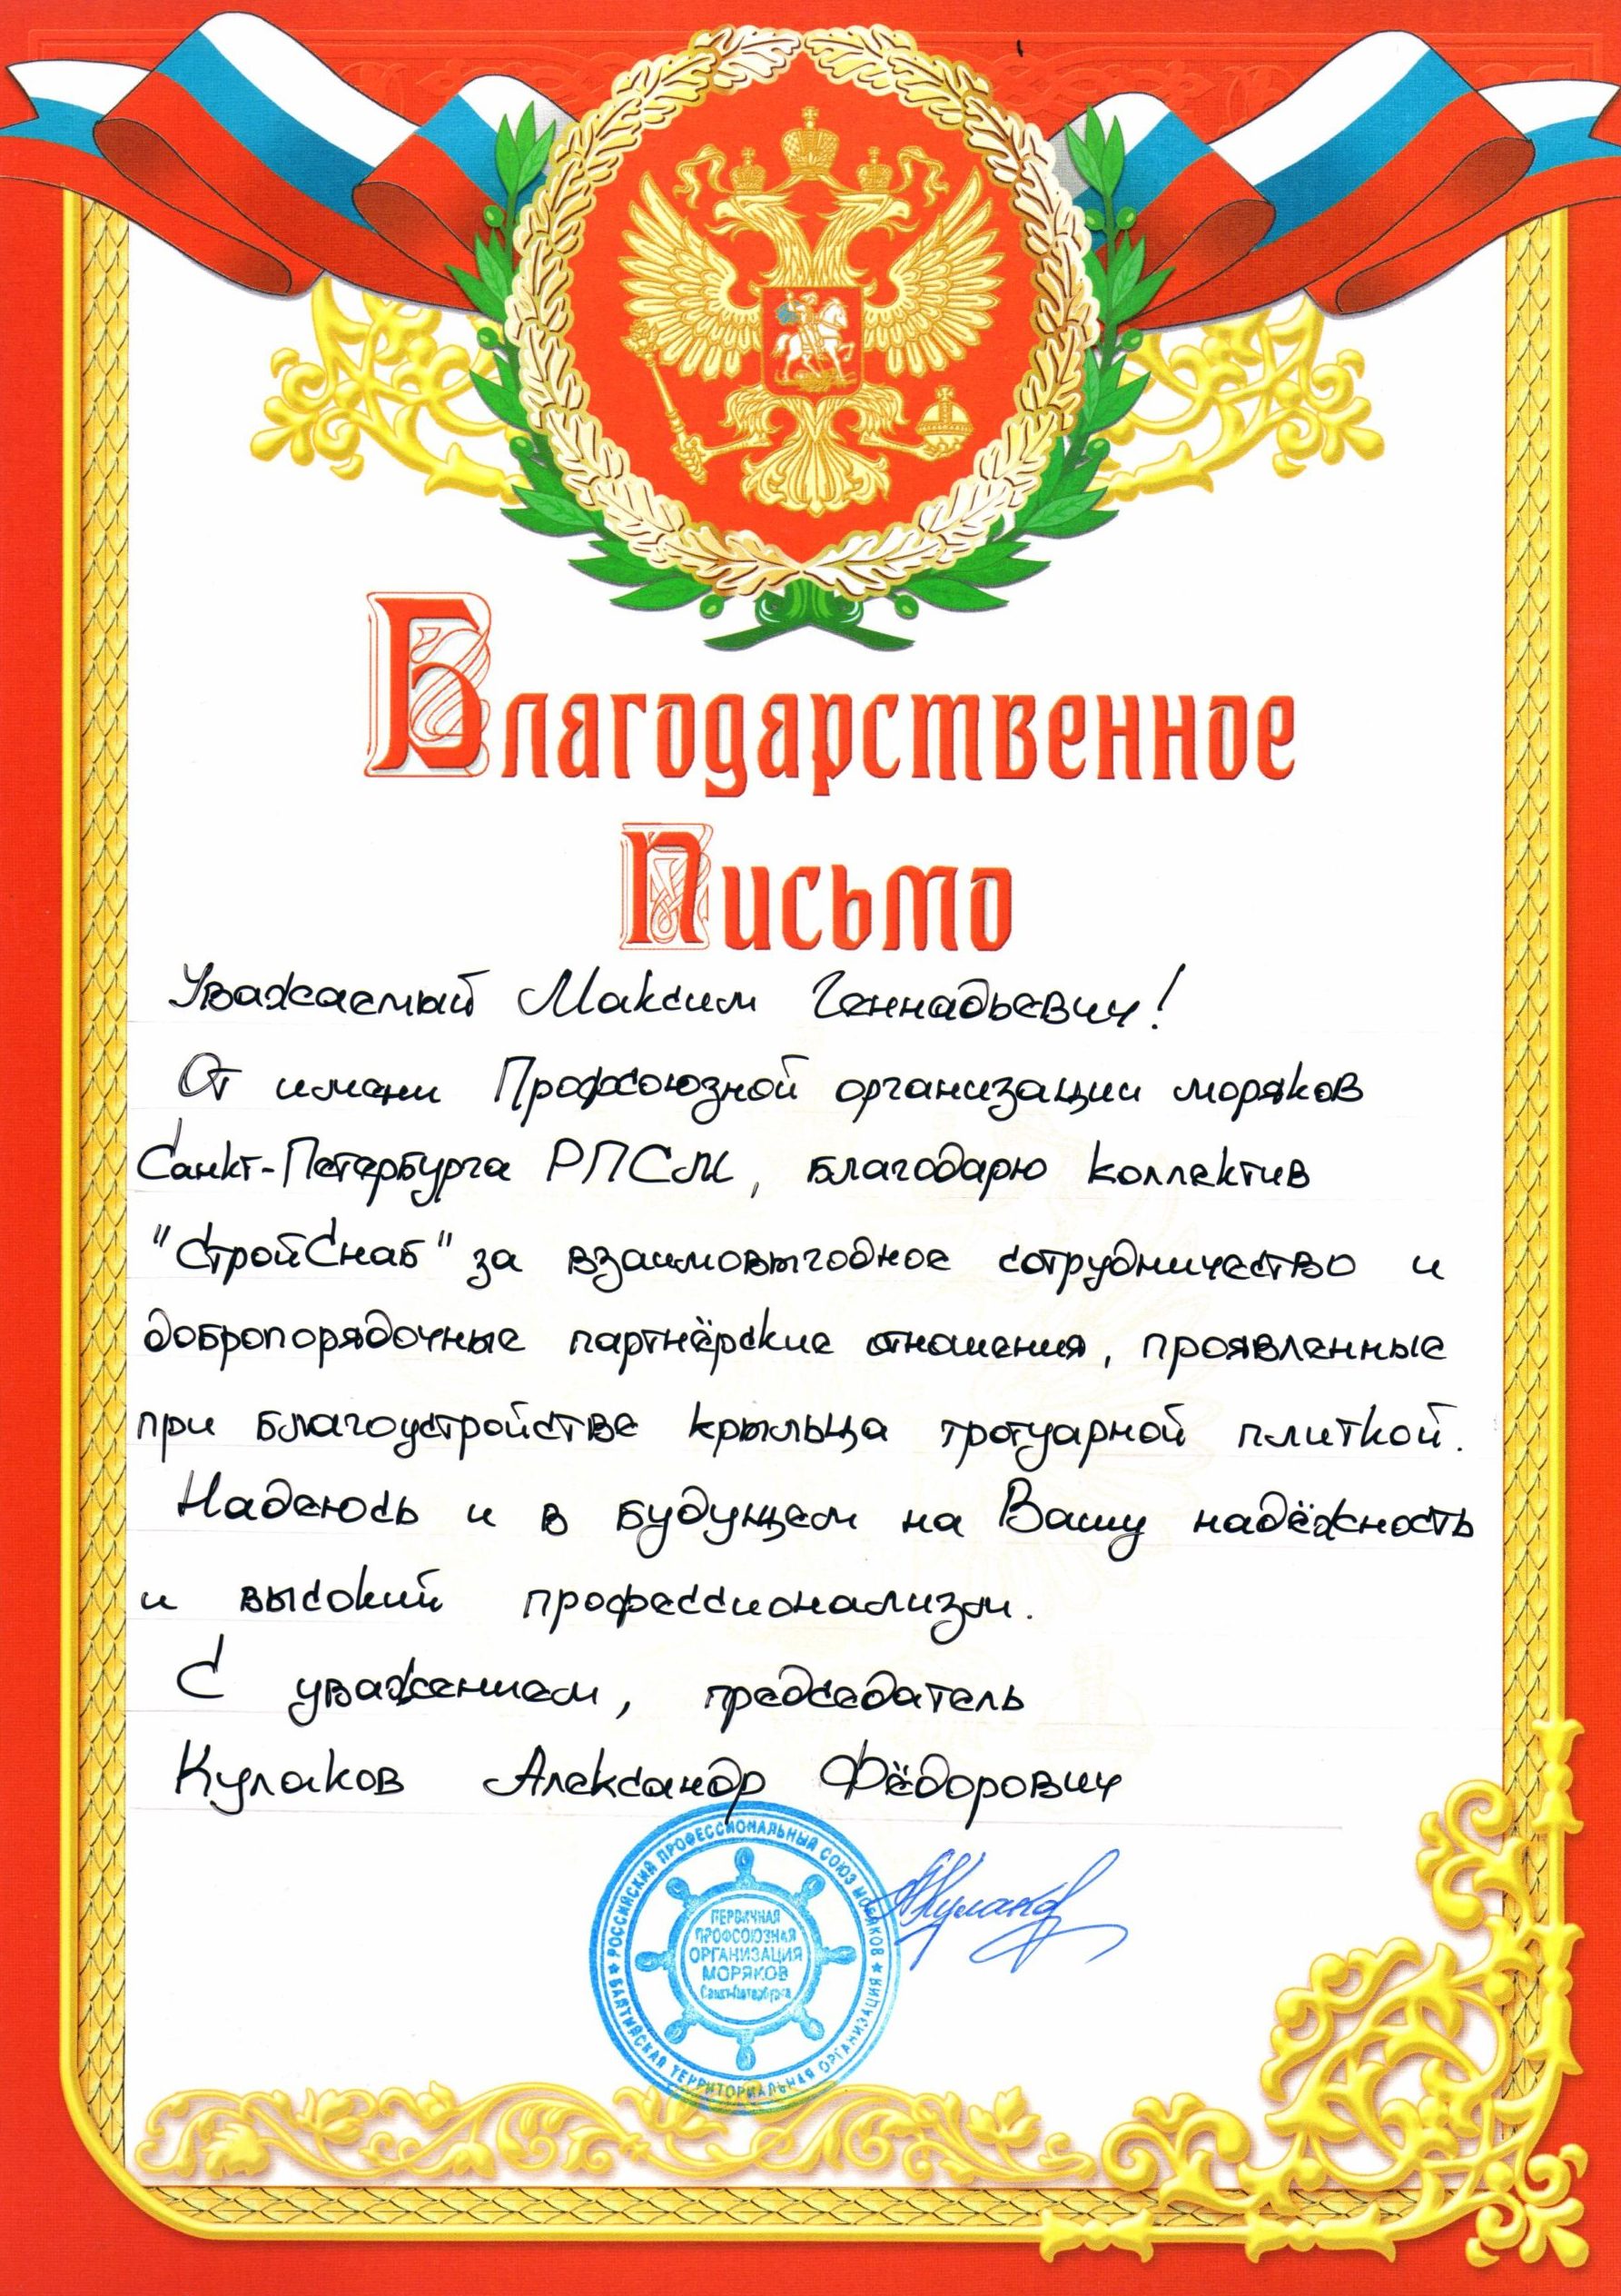 Благодарственное
Письмо
Уважаемый Максим Геннадьевич!
От имени Профсоюзной организации моряков
Санкт-Петербурга РПСМ, благодарю коллектив
"СтройСнаб" за взаимовыгодное сотрудничество и
добропорядочные партнёрские отношения, проявленные
при благоустройстве крыльца тротуарной плиткой.
Надеюсь и в будущем на Вашу надёжность
и высокий профессионализм.
С уважением, председатель
Кулаков Александр Фёдорович
РОССИЙСКИЙ ПРОФЕССИОНАЛЬНЫЙ СОЮЗ МОРЯКОВ
БАЛТИЙСКАЯ ТЕРРИТОРИАЛЬНАЯ ОРГАНИЗАЦИЯ
ПЕРВИЧНАЯ
ПРОФСОЮЗНАЯ
ОРГАНИЗАЦИЯ
МОРЯКОВ
Санкт-Петербурга
АКулаков